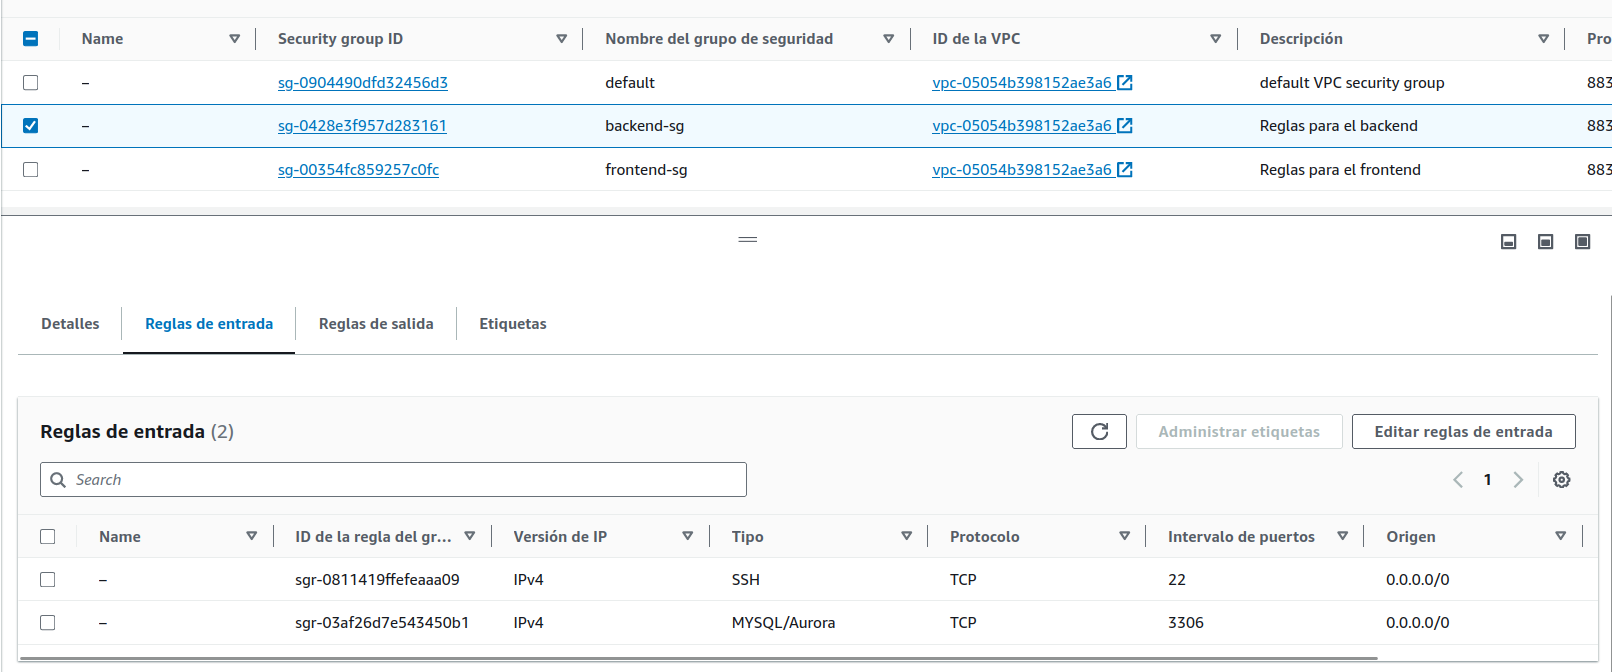 Name Security group ID Nombre del grupo de seguridad ID de la VPC Descripción Pro
– sg-0904490dfd32456d3 default vpc-05054b398152ae3a6 default VPC security group 883
– sg-0428e3f957d283161 backend-sg vpc-05054b398152ae3a6 Reglas para el backend 883
– sg-00354fc859257c0fc frontend-sg vpc-05054b398152ae3a6 Reglas para el frontend 883
Detalles Reglas de entrada Reglas de salida Etiquetas
Reglas de entrada (2) Administrar etiquetas Editar reglas de entrada
Search 1
Name ID de la regla del gr... Versión de IP Tipo Protocolo Intervalo de puertos Origen
– sgr-0811419ffefeaaa09 IPv4 SSH TCP 22 0.0.0.0/0
– sgr-03af26d7e543450b1 IPv4 MYSQL/Aurora TCP 3306 0.0.0.0/0